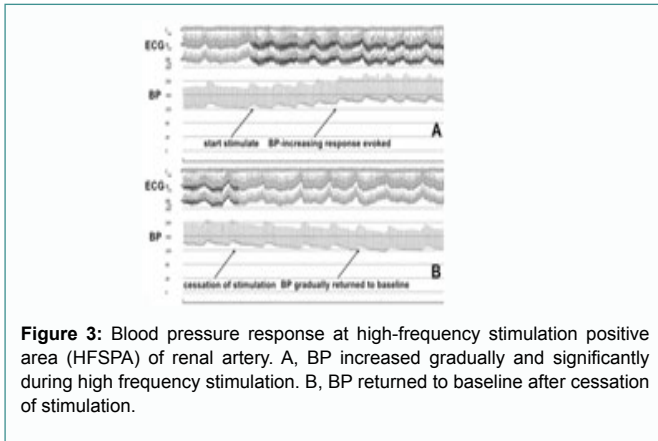 ECG
BP
start stimulate BP-increasing response evoked
A
ECG
BP
cessation of stimulation BP gradually returned to baseline
B
Figure 3: Blood pressure response at high-frequency stimulation positive
area (HFSPA) of renal artery. A, BP increased gradually and significantly
during high frequency stimulation. B, BP returned to baseline after cessation
of stimulation.